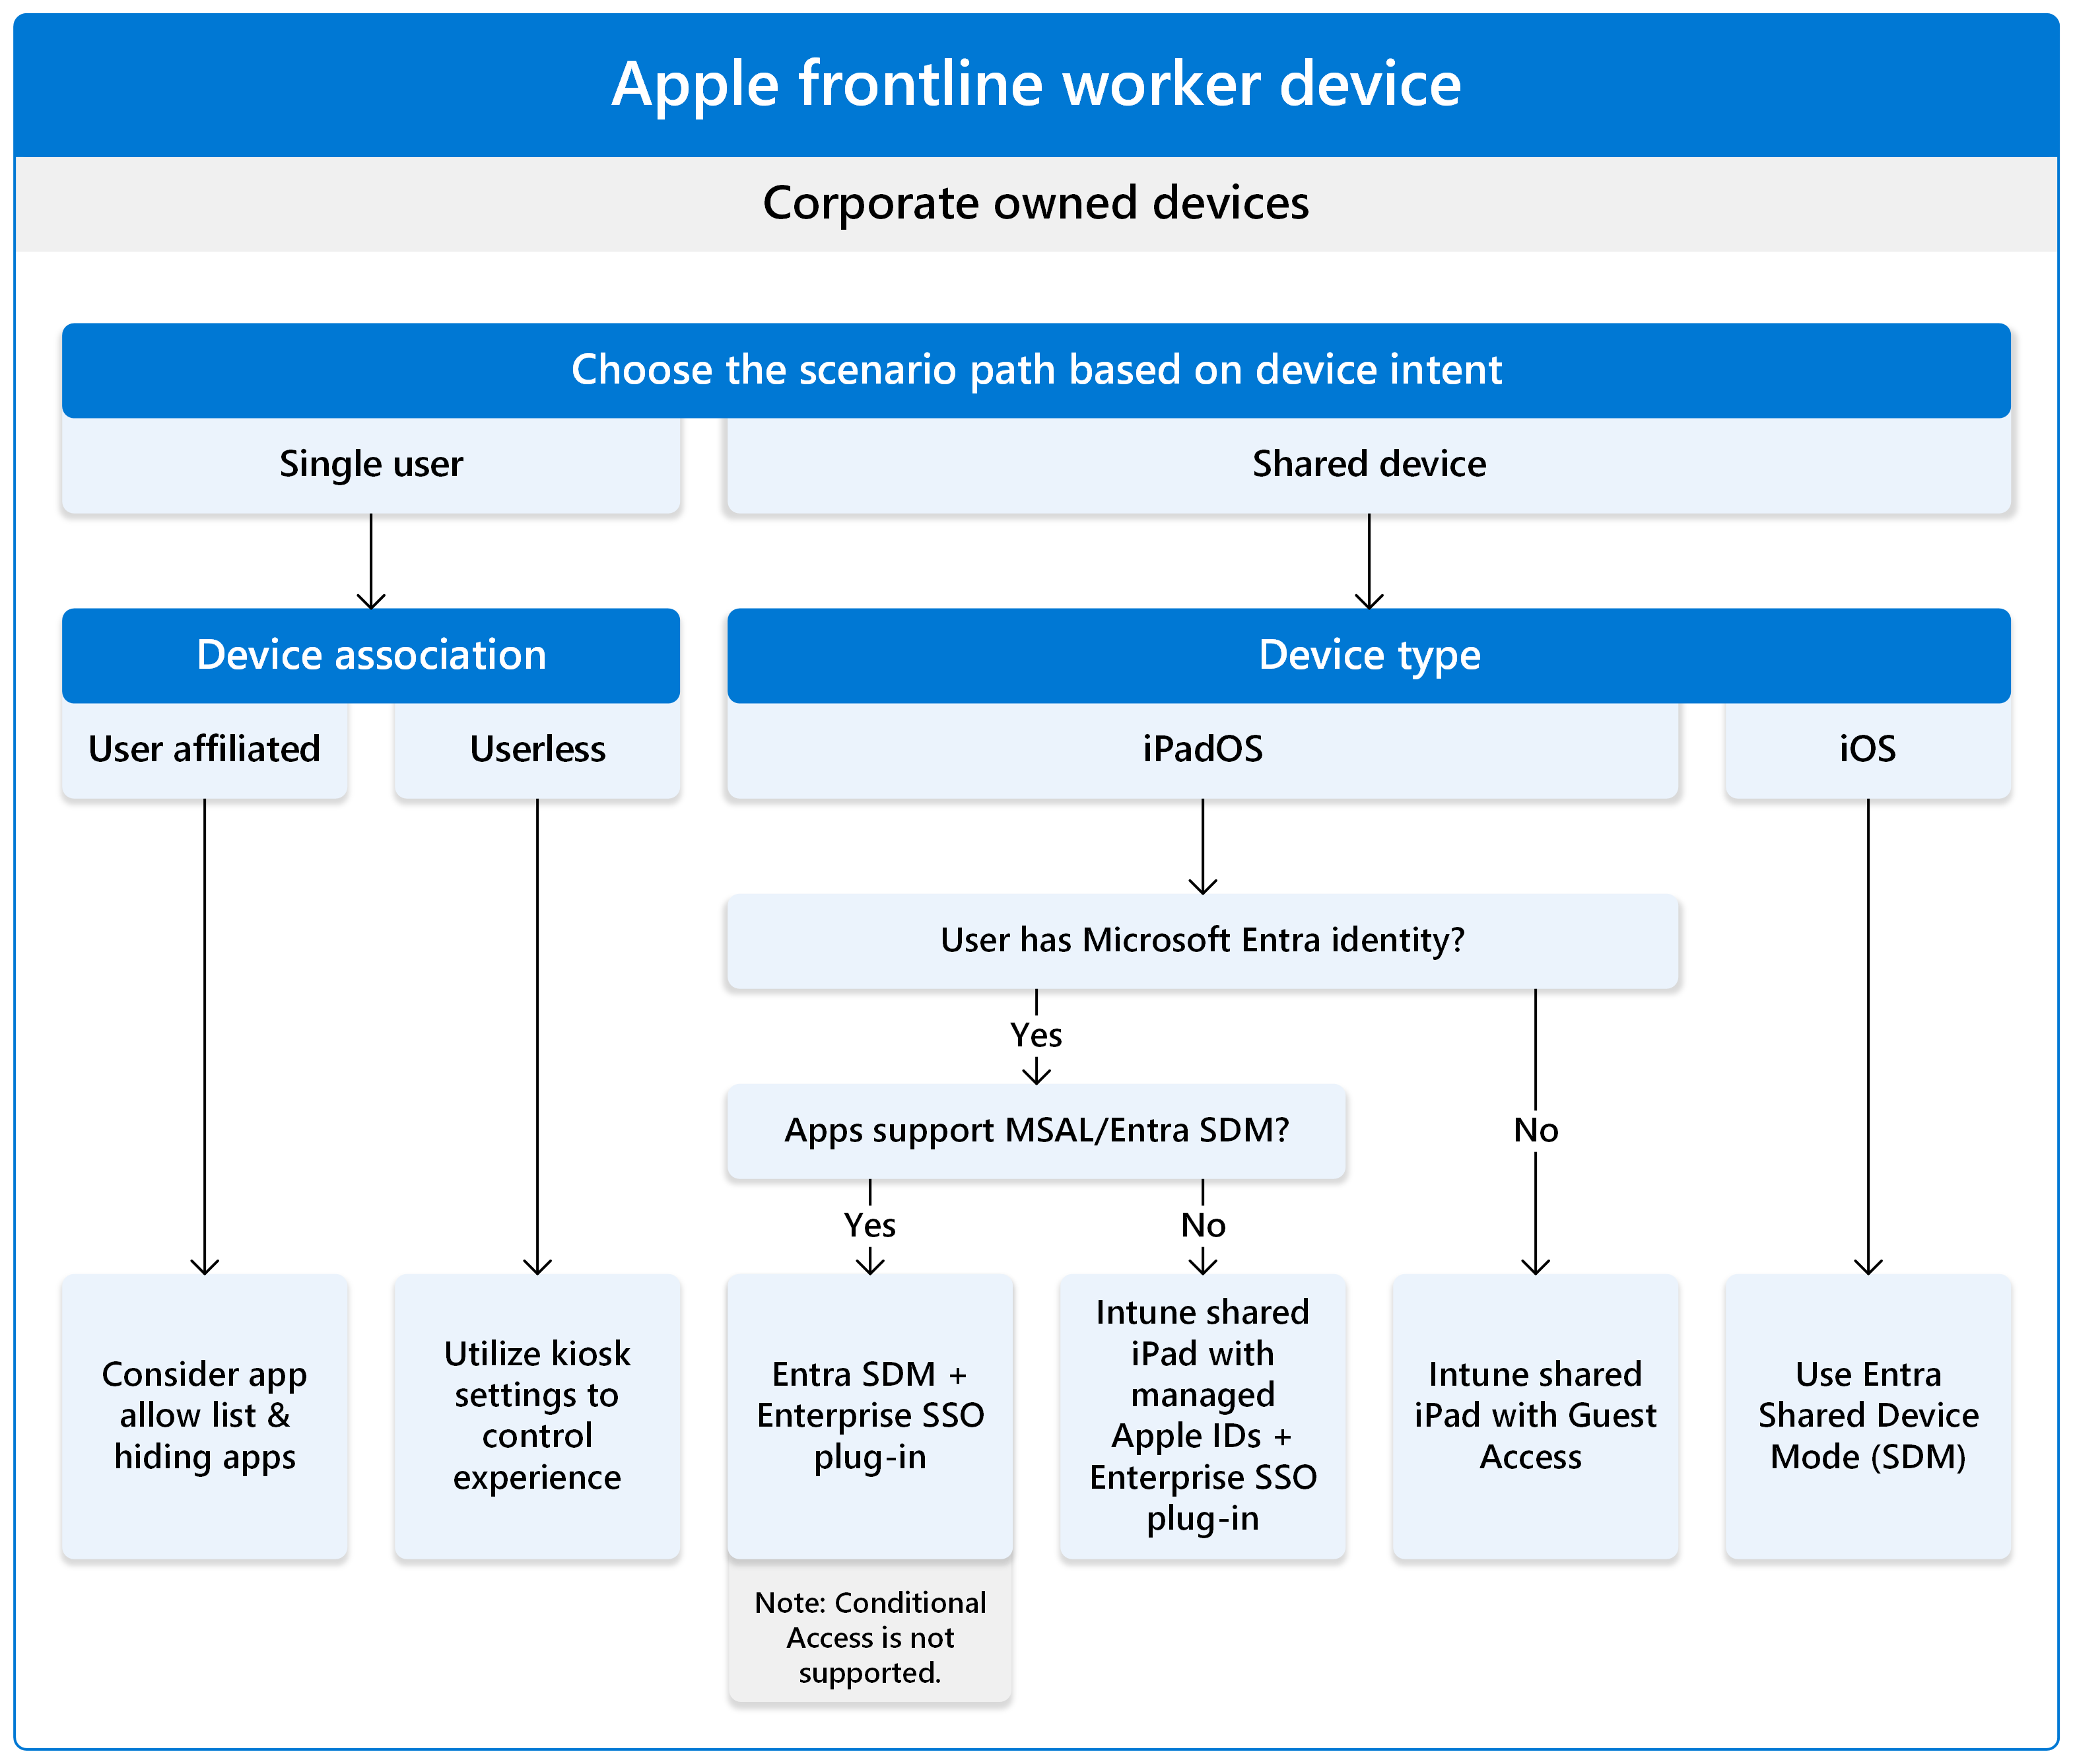 Apple frontline worker device
Corporate owned devices
Choose the scenario path based on device intent
Single user
Shared device
Device association
Device type
User affiliated
Userless
iPadOS
iOS
User has Microsoft Entra identity?
Yes
No
Apps support MSAL/Entra SDM?
Yes
No
Consider app
allow list &
hiding apps
Utilize kiosk
settings to
control
experience
Entra SDM +
Enterprise SSO
plug-in
Note: Conditional
Access is not
supported.
Intune shared
iPad with
managed
Apple IDs +
Enterprise SSO
plug-in
Intune shared
iPad with Guest
Access
Use Entra
Shared Device
Mode (SDM)